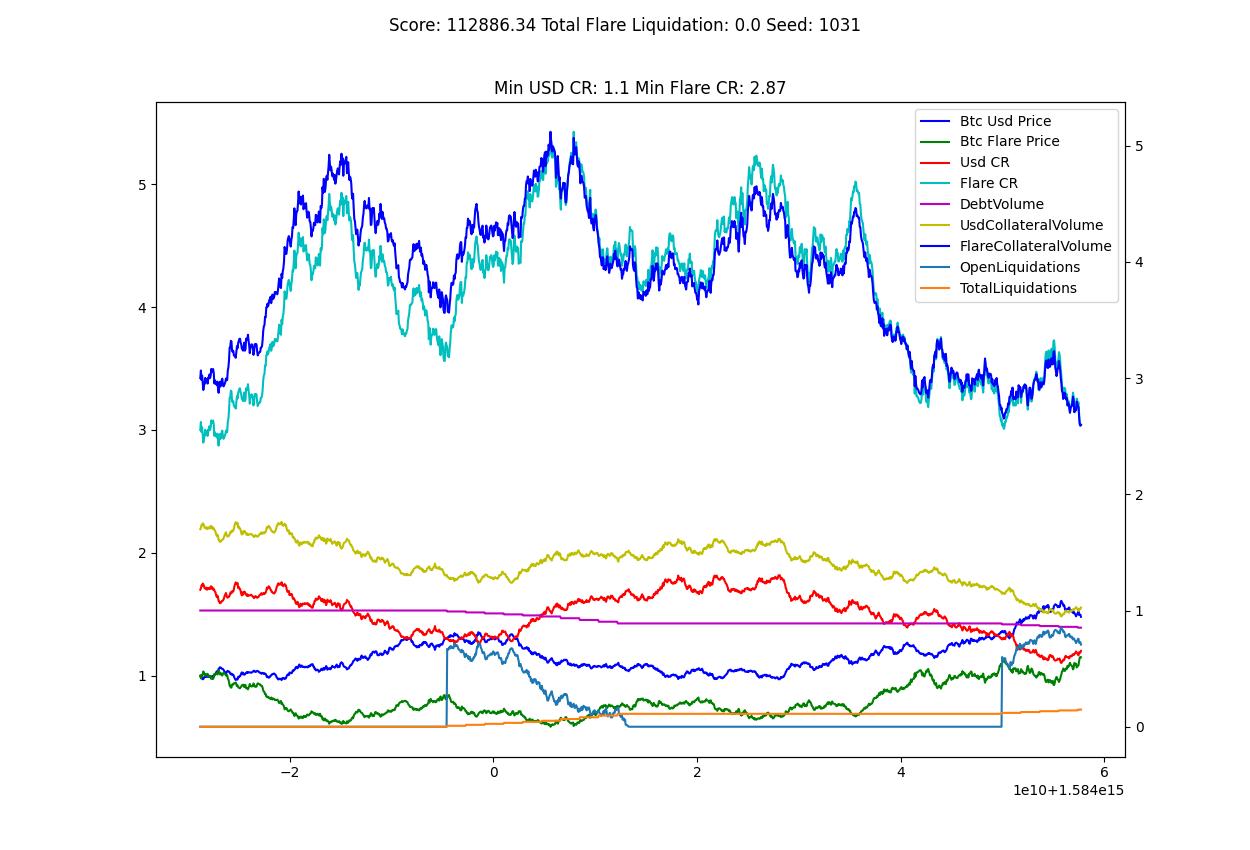 Score: 112886.34 Total Flare Liquidation: 0.0 Seed: 1031
Min USD CR: 1.1 Min Flare CR: 2.87
Btc Usd Price
Btc Flare Price
Usd CR
Flare CR
DebtVolume
UsdCollateralVolume
FlareCollateralVolume
OpenLiquidations
TotalLiquidations
5
4
3
2
1
5
4
3
2
1
0
−2
0
2
4
6
1e10+1.584e15